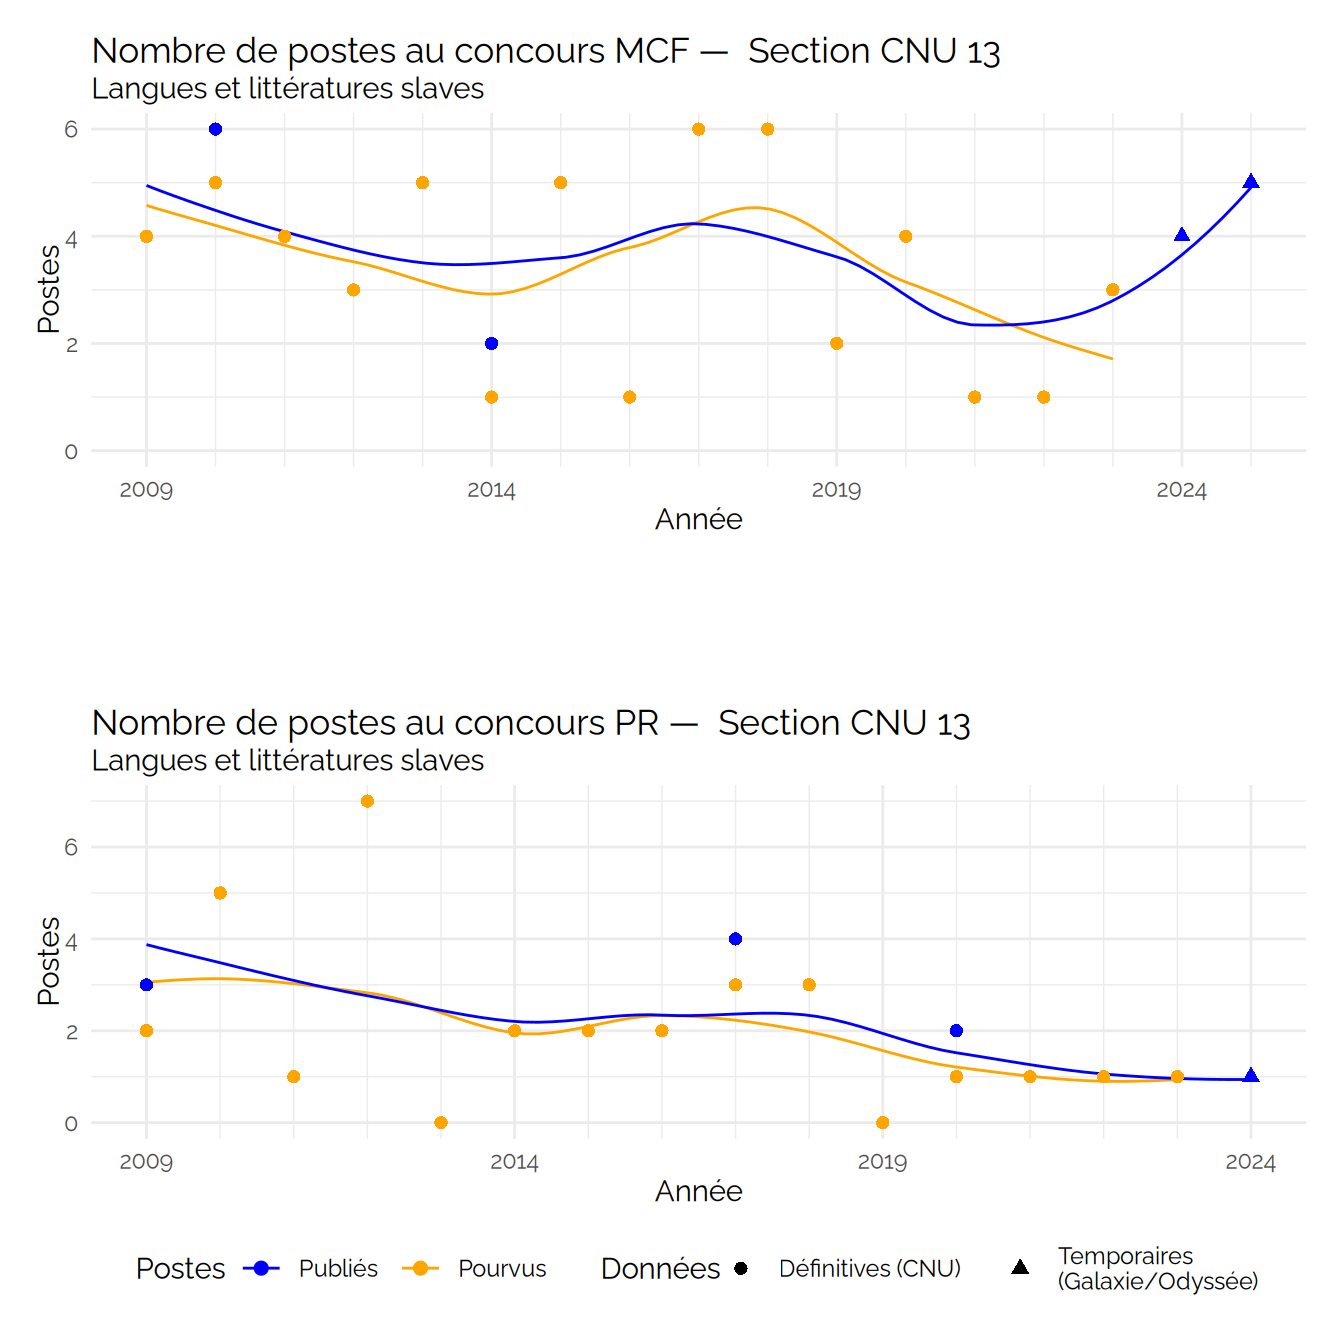 Nombre de postes au concours MCF — Section CNU 13
Langues et littératures slaves
6
4
2
0
Postes
2009 2014 2019 2024
Année
Nombre de postes au concours PR — Section CNU 13
Langues et littératures slaves
6
4
2
0
Postes
2009 2014 2019 2024
Année
Postes Publiés Pourvus Données Définitives (CNU) Temporaires
(Galaxie/Odyssée)